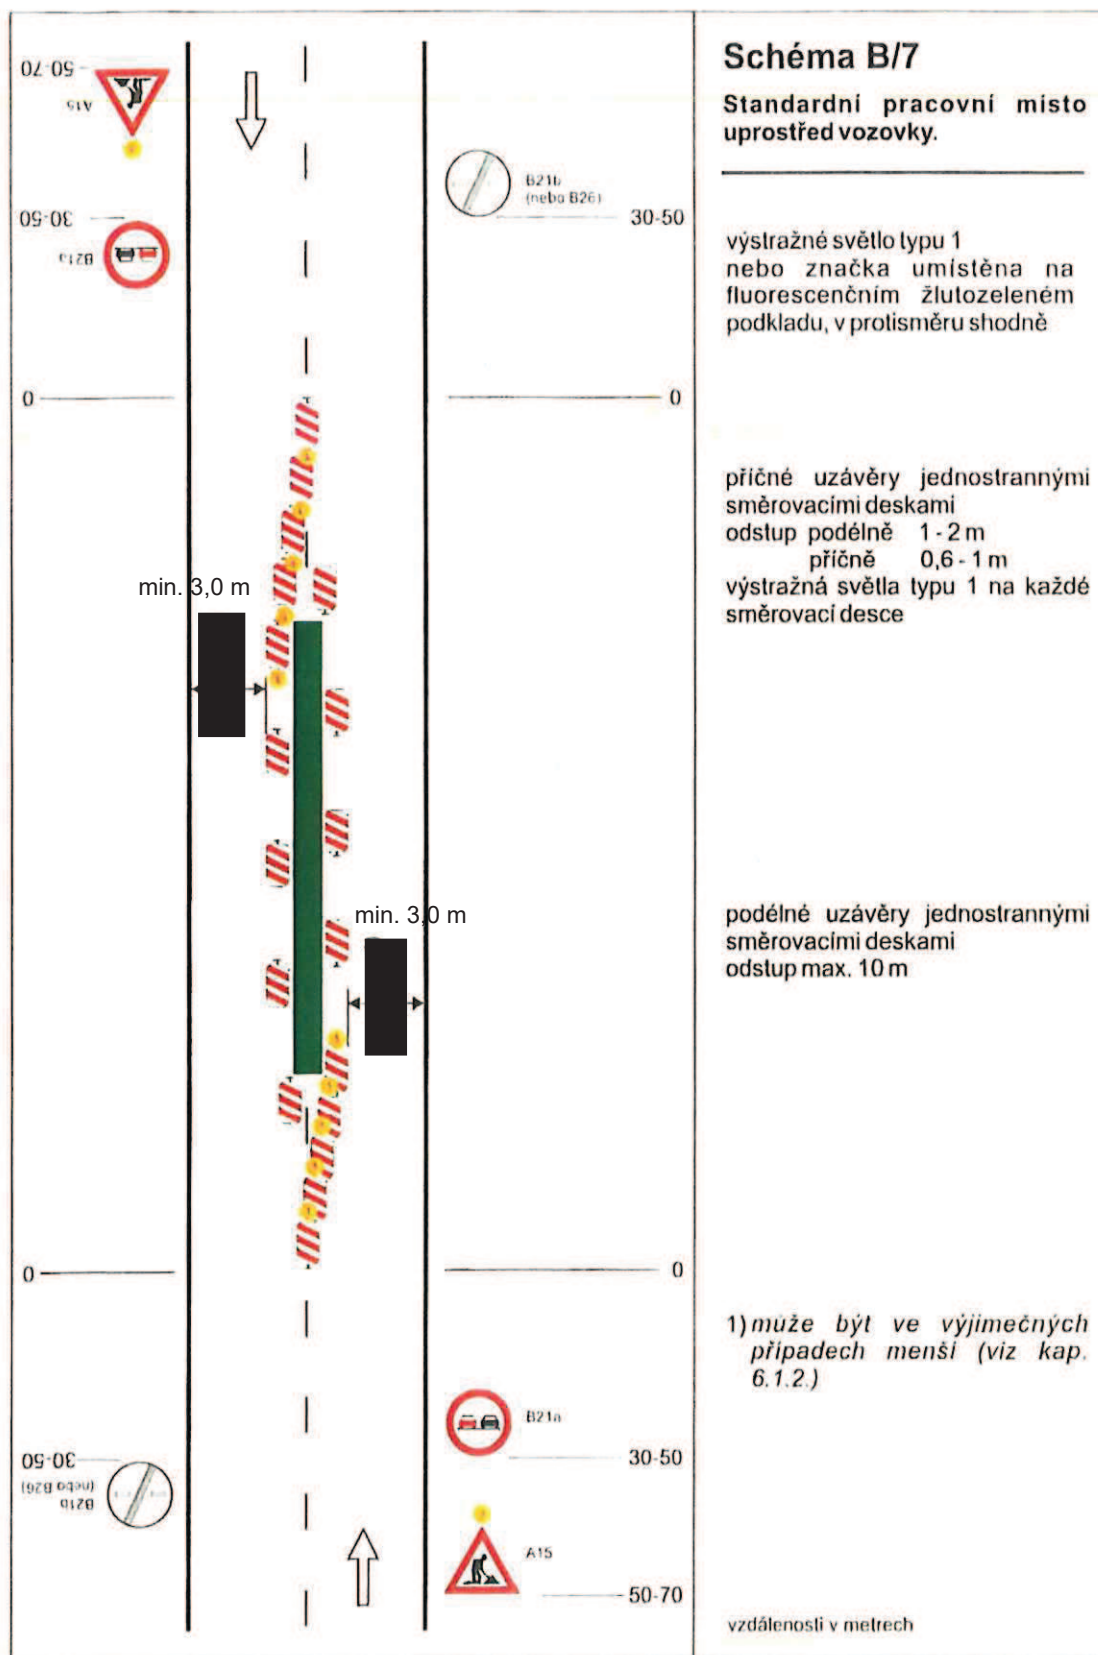 Schéma B/7
Standardní pracovní místo
uprostřed vozovky.
výstražné světlo typu 1
nebo značka umístěna na
fluorescenčním žlutozeleném
podkladu, v protisměru shodně
příčné uzávěry jednostrannými
směrovacími deskami
odstup podélně 1 - 2 m
příčně 0,6 - 1 m
výstražná světla typu 1 na každé
směrovací desce
podélné uzávěry jednostrannými
směrovacími deskami
odstup max. 10 m
1) může být ve výjimečných
případech menší (viz kap.
6.1.2.)
vzdálenosti v metrech
50-70
A15
30-50
B21a
0
min. 3,0 m
0
30-50
B21b
(nebo B26)
B21b
(nebo B26)
30-50
0
min. 3,0 m
0
B21a
30-50
A15
50-70